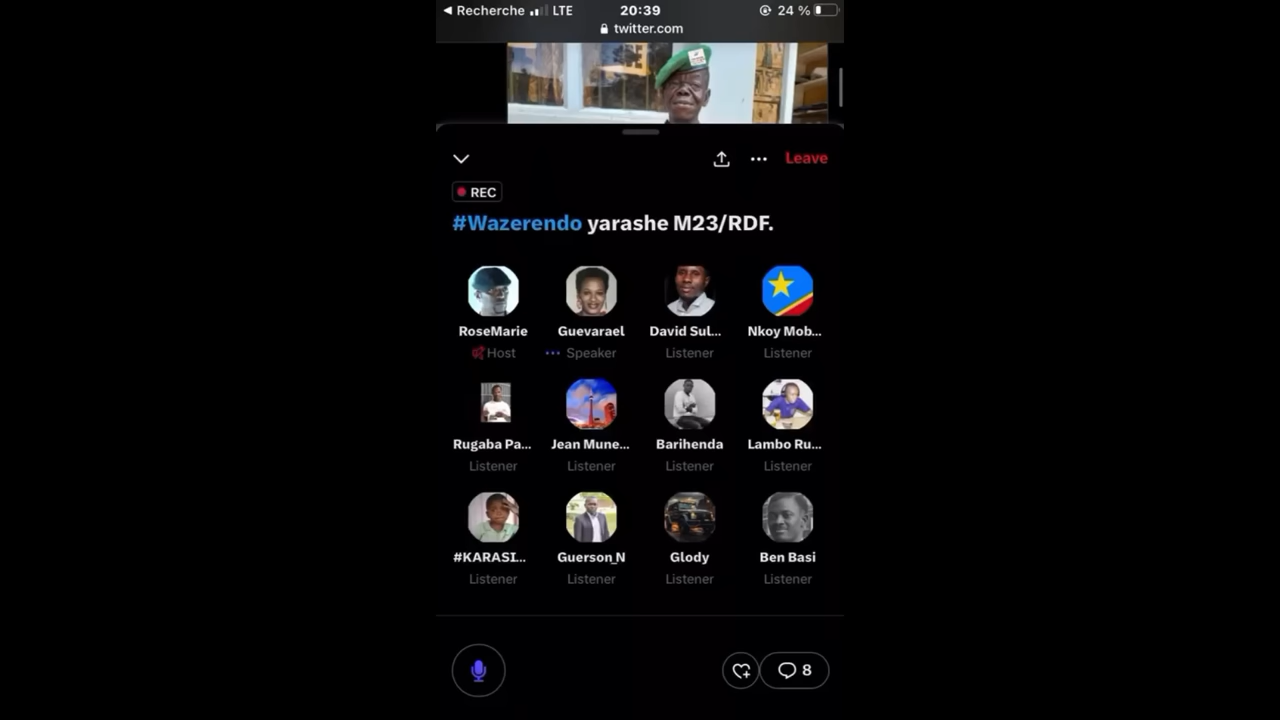 ◀ Recherche LTE 20:39 24 %
twitter.com
Leave
REC
#Wazerendo yarashe M23/RDF.
RoseMarie Guevarael David Sul... Nkoy Mob...
Host Speaker Listener Listener
Rugaba Pa... Jean Mune... Barihenda Lambo Ru...
Listener Listener Listener Listener
#KARASI... Guerson_N Glody Ben Basi
Listener Listener Listener Listener
8